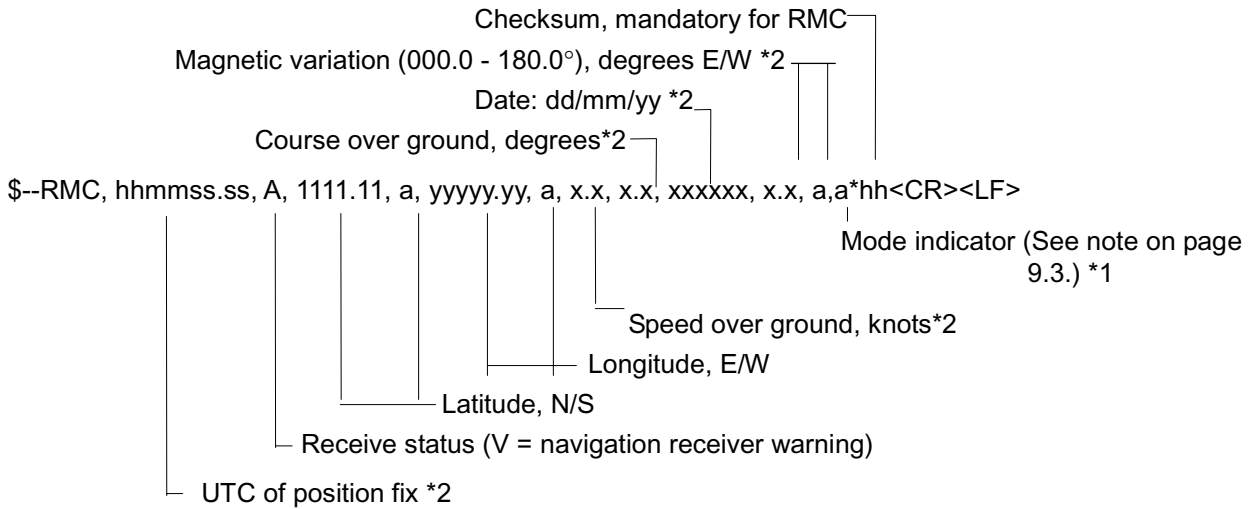 Checksum, mandatory for RMC
Magnetic variation (000.0 - 180.0°), degrees E/W *2
Date: dd/mm/yy *2
Course over ground, degrees*2
$--RMC, hhmmss.ss, A, 1111.11, a, yyyyy.yy, a, x.x, x.x, xxxxxx, x.x, a,a*hh<CR><LF>
Mode indicator (See note on page
9.3.) *1
Speed over ground, knots*2
Longitude, E/W
Latitude, N/S
Receive status (V = navigation receiver warning)
UTC of position fix *2